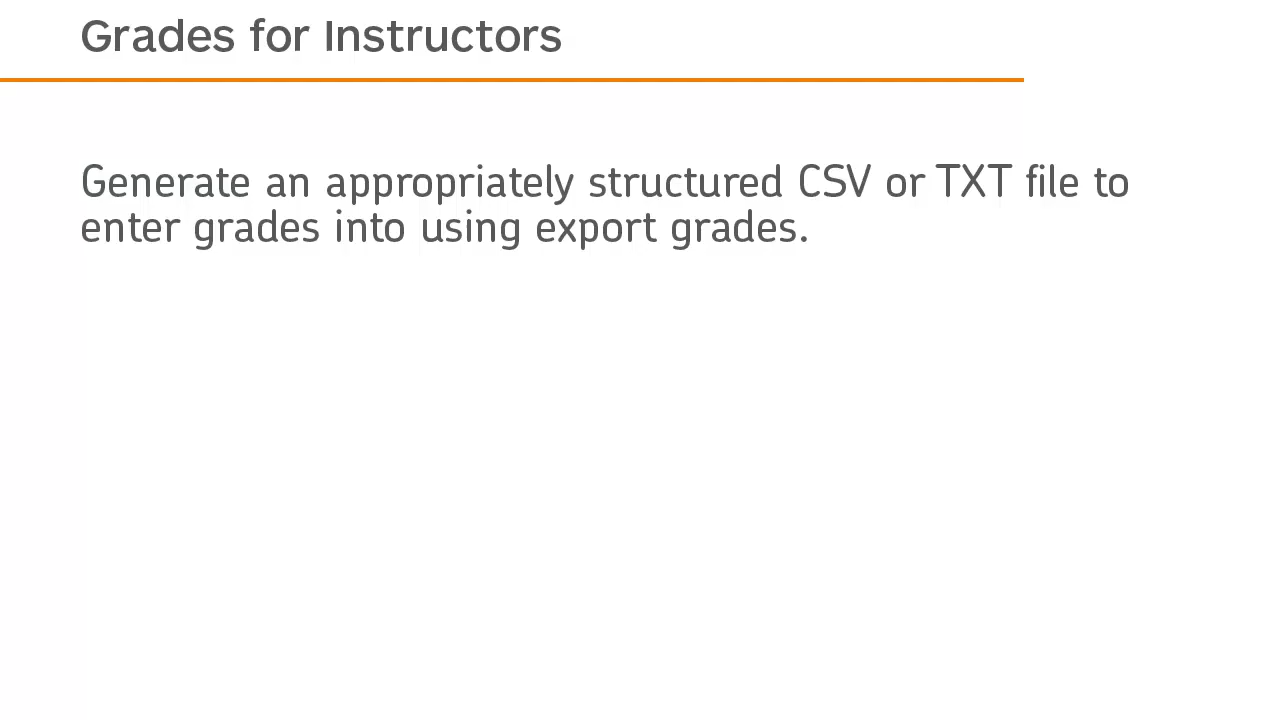 Grades for Instructors
Generate an appropriately structured CSV or TXT file to
enter grades into using export grades.